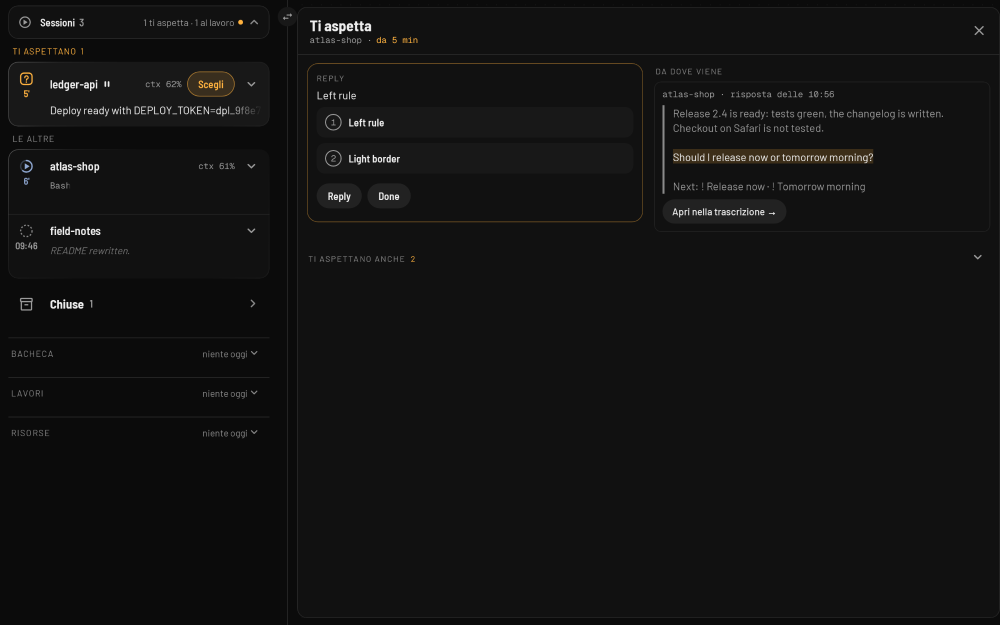 Sessioni 3
1 ti aspetta · 1 al lavoro
TI ASPETTANO 1
ledger-api
ctx 62%
Scegli
5'
Deploy ready with DEPLOY_TOKEN=dpl_9f8e7
LE ALTRE
atlas-shop
ctx 61%
6'
Bash
field-notes
09:46
README rewritten.
Chiuse 1
BACHECA
niente oggi
LAVORI
niente oggi
RISORSE
niente oggi
Ti aspetta
atlas-shop · da 5 min
REPLY
Left rule
1 Left rule
2 Light border
Reply
Done
DA DOVE VIENE
atlas-shop · risposta delle 10:56
Release 2.4 is ready: tests green, the changelog is written.
Checkout on Safari is not tested.
Should I release now or tomorrow morning?
Next: ! Release now · ! Tomorrow morning
Apri nella trascrizione →
TI ASPETTANO ANCHE 2